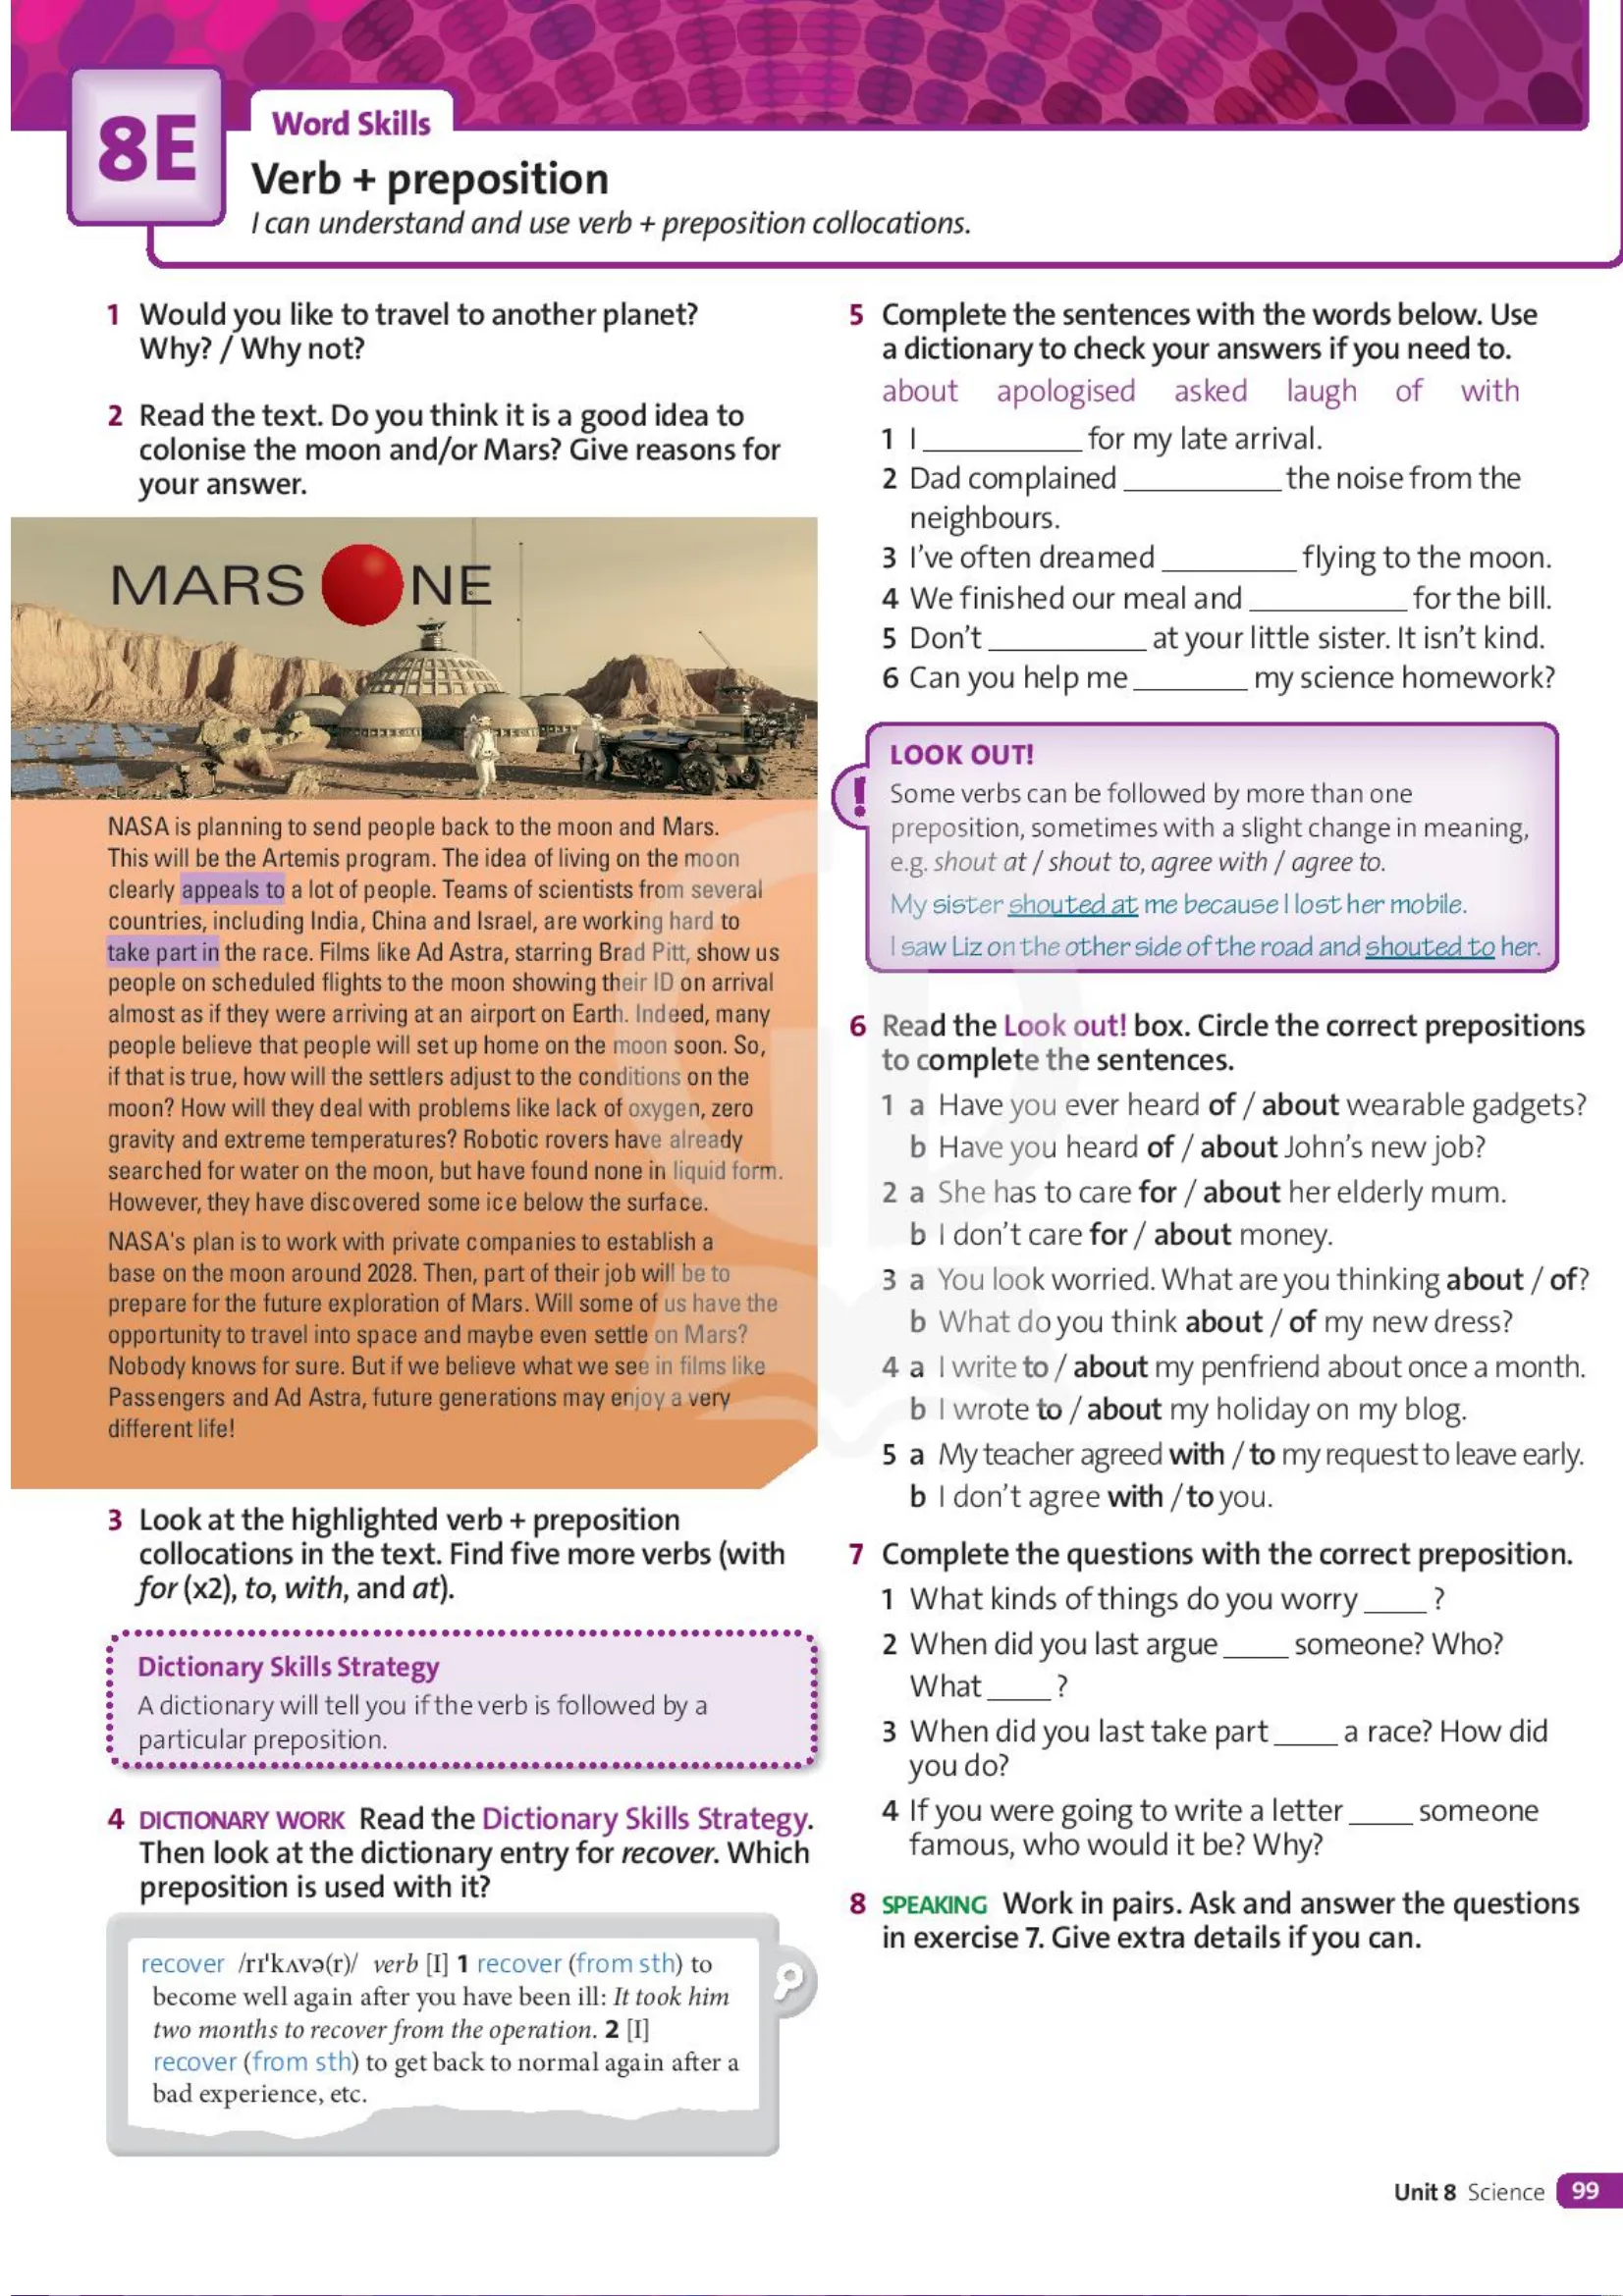 8E
Word Skills
Verb + preposition
I can understand and use verb + preposition collocations.
1 Would you like to travel to another planet?
Why? / Why not?
2 Read the text. Do you think it is a good idea to
colonise the moon and/or Mars? Give reasons for
your answer.
MARS ONE
NASA is planning to send people back to the moon and Mars.
This will be the Artemis program. The idea of living on the moon
clearly appeals to a lot of people. Teams of scientists from several
countries, including India, China and Israel, are working hard to
take part in the race. Films like Ad Astra, starring Brad Pitt, show us
people on scheduled flights to the moon showing their ID on arrival
almost as if they were arriving at an airport on Earth. Indeed, many
people believe that people will set up home on the moon soon. So,
if that is true, how will the settlers adjust to the conditions on the
moon? How will they deal with problems like lack of oxygen, zero
gravity and extreme temperatures? Robotic rovers have already
searched for water on the moon, but have found none in liquid form.
However, they have discovered some ice below the surface.
NASA's plan is to work with private companies to establish a
base on the moon around 2028. Then, part of their job will be to
prepare for the future exploration of Mars. Will some of us have the
opportunity to travel into space and maybe even settle on Mars?
Nobody knows for sure. But if we believe what we see in films like
Passengers and Ad Astra, future generations may enjoy a very
different life!
3 Look at the highlighted verb + preposition
collocations in the text. Find five more verbs (with
for (x2), to, with, and at).
Dictionary Skills Strategy
A dictionary will tell you if the verb is followed by a
particular preposition.
4 DICTIONARY WORK Read the Dictionary Skills Strategy.
Then look at the dictionary entry for recover. Which
preposition is used with it?
recover /rɪˈkʌvə(r)/ verb [I] 1 recover (from sth) to
become well again after you have been ill: It took him
two months to recover from the operation. 2 [I]
recover (from sth) to get back to normal again after a
bad experience, etc.
5 Complete the sentences with the words below. Use
a dictionary to check your answers if you need to.
about apologised asked laugh of with
1 I ____________ for my late arrival.
2 Dad complained ____________ the noise from the
neighbours.
3 I've often dreamed __________ flying to the moon.
4 We finished our meal and ____________ for the bill.
5 Don't ____________ at your little sister. It isn't kind.
6 Can you help me _________ my science homework?
!
LOOK OUT!
Some verbs can be followed by more than one
preposition, sometimes with a slight change in meaning,
e.g. shout at / shout to, agree with / agree to.
My sister shouted at me because I lost her mobile.
I saw Liz on the other side of the road and shouted to her.
6 Read the Look out! box. Circle the correct prepositions
to complete the sentences.
1 a Have you ever heard of / about wearable gadgets?
b Have you heard of / about John's new job?
2 a She has to care for / about her elderly mum.
b I don't care for / about money.
3 a You look worried. What are you thinking about / of?
b What do you think about / of my new dress?
4 a I write to / about my penfriend about once a month.
b I wrote to / about my holiday on my blog.
5 a My teacher agreed with / to my request to leave early.
b I don't agree with / to you.
7 Complete the questions with the correct preposition.
1 What kinds of things do you worry _____ ?
2 When did you last argue _____ someone? Who?
What _____ ?
3 When did you last take part _____ a race? How did
you do?
4 If you were going to write a letter _____ someone
famous, who would it be? Why?
8 SPEAKING Work in pairs. Ask and answer the questions
in exercise 7. Give extra details if you can.
Unit 8 Science 99